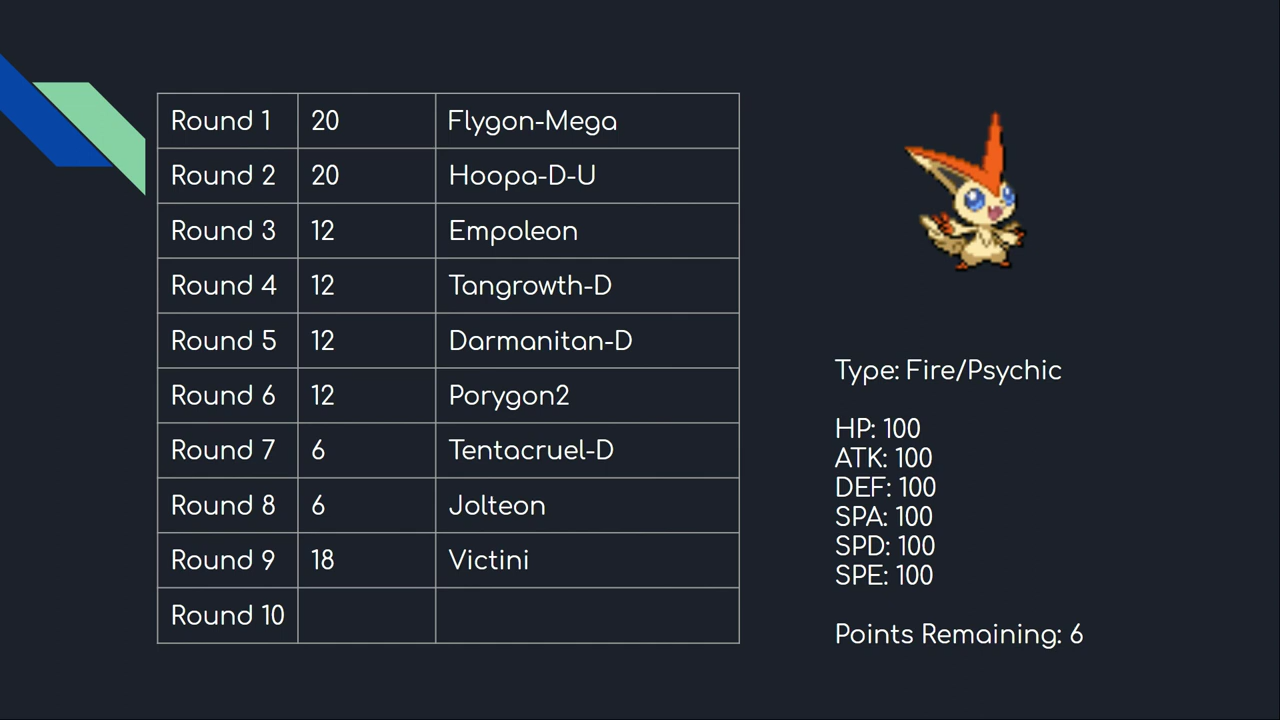 Round 1 20 Flygon-Mega
Round 2 20 Hoopa-D-U
Round 3 12 Empoleon
Round 4 12 Tangrowth-D
Round 5 12 Darmanitan-D
Round 6 12 Porygon2
Round 7 6 Tentacruel-D
Round 8 6 Jolteon
Round 9 18 Victini
Round 10
Type: Fire/Psychic
HP: 100
ATK: 100
DEF: 100
SPA: 100
SPD: 100
SPE: 100
Points Remaining: 6